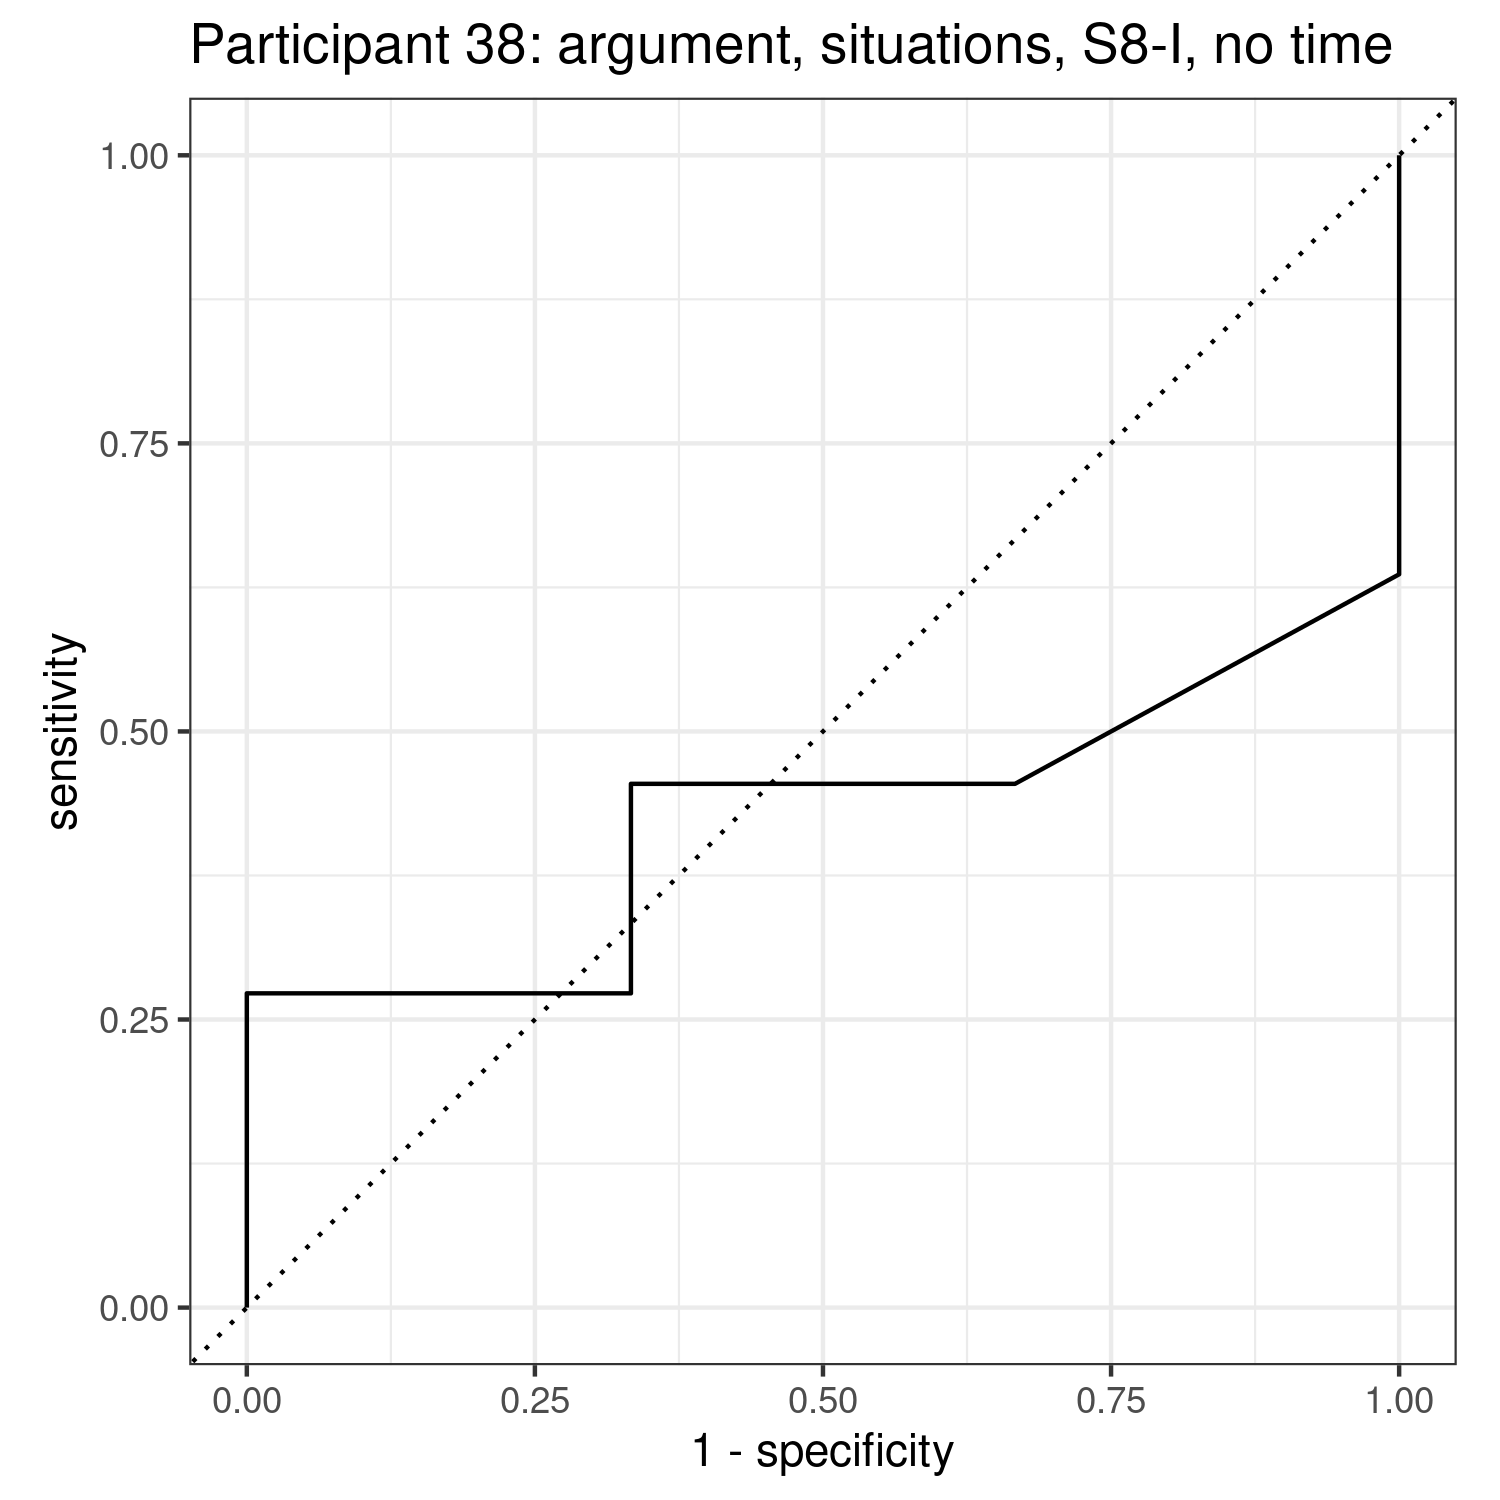 Participant 38: argument, situations, S8-I, no time
1.00
0.75
0.50
0.25
0.00
sensitivity
0.00 0.25 0.50 0.75 1.00
1 - specificity